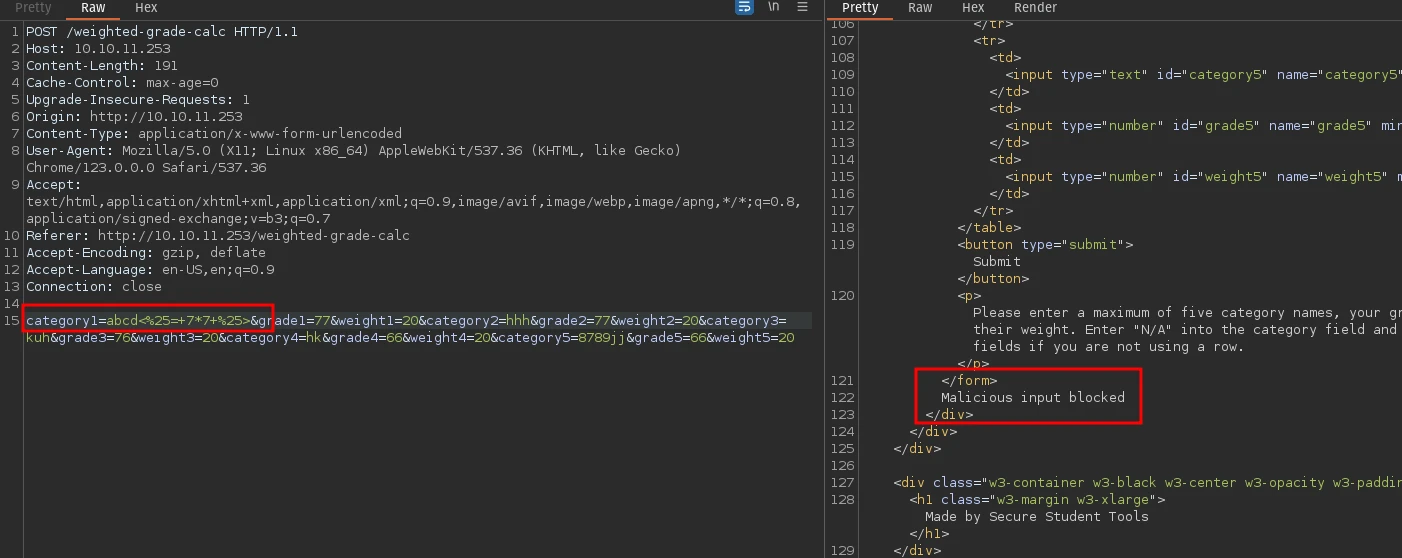 Pretty Raw Hex \n
1 POST /weighted-grade-calc HTTP/1.1
2 Host: 10.10.11.253
3 Content-Length: 191
4 Cache-Control: max-age=0
5 Upgrade-Insecure-Requests: 1
6 Origin: http://10.10.11.253
7 Content-Type: application/x-www-form-urlencoded
8 User-Agent: Mozilla/5.0 (X11; Linux x86_64) AppleWebKit/537.36 (KHTML, like Gecko)
Chrome/123.0.0.0 Safari/537.36
9 Accept:
text/html,application/xhtml+xml,application/xml;q=0.9,image/avif,image/webp,image/apng,*/*;q=0.8,
application/signed-exchange;v=b3;q=0.7
10 Referer: http://10.10.11.253/weighted-grade-calc
11 Accept-Encoding: gzip, deflate
12 Accept-Language: en-US,en;q=0.9
13 Connection: close
14
15 category1=abcd<%25=+7*7+%25>&grade1=77&weight1=20&category2=hhh&grade2=77&weight2=20&category3=
kuh&grade3=76&weight3=20&category4=hk&grade4=66&weight4=20&category5=8789jj&grade5=66&weight5=20
Pretty Raw Hex Render
106 </tr>
107 <tr>
108 <td>
109 <input type="text" id="category5" name="category5"
110 </td>
111 <td>
112 <input type="number" id="grade5" name="grade5" min
113 </td>
114 <td>
115 <input type="number" id="weight5" name="weight5" m
116 </td>
117 </tr>
118 </table>
119 <button type="submit">
Submit
</button>
120 <p>
Please enter a maximum of five category names, your gr
their weight. Enter "N/A" into the category field and
fields if you are not using a row.
</p>
121 </form>
122 Malicious input blocked
123 </div>
124 </div>
125 </div>
126
127 <div class="w3-container w3-black w3-center w3-opacity w3-paddin
128 <h1 class="w3-margin w3-xlarge">
Made by Secure Student Tools
</h1>
129 </div>